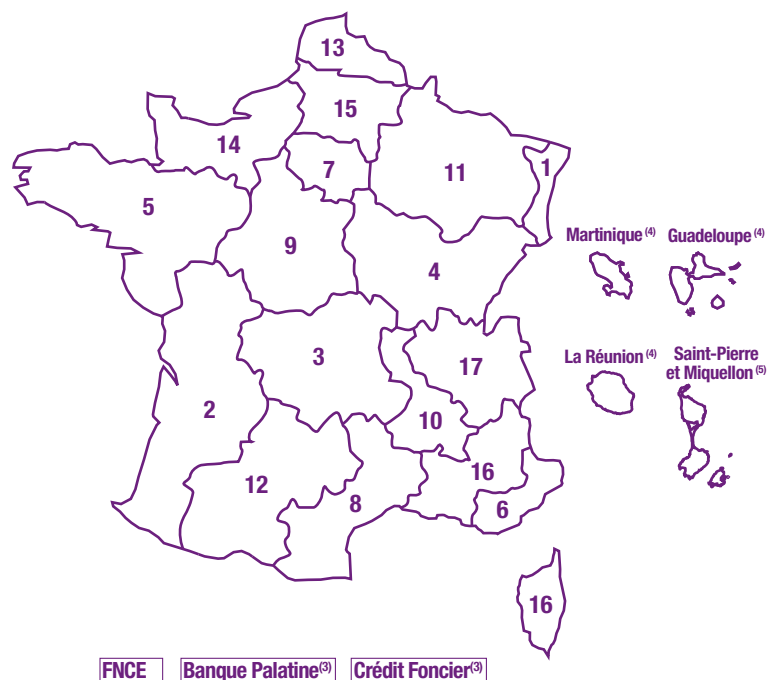 13
15
14
7
11
1
5
9
4
Martinique (4)
Guadeloupe (4)
3
17
La Réunion (4)
Saint-Pierre
et Miquellon (5)
2
10
12
8
16
6
16
FNCE
Banque Palatine(3)
Crédit Foncier(3)